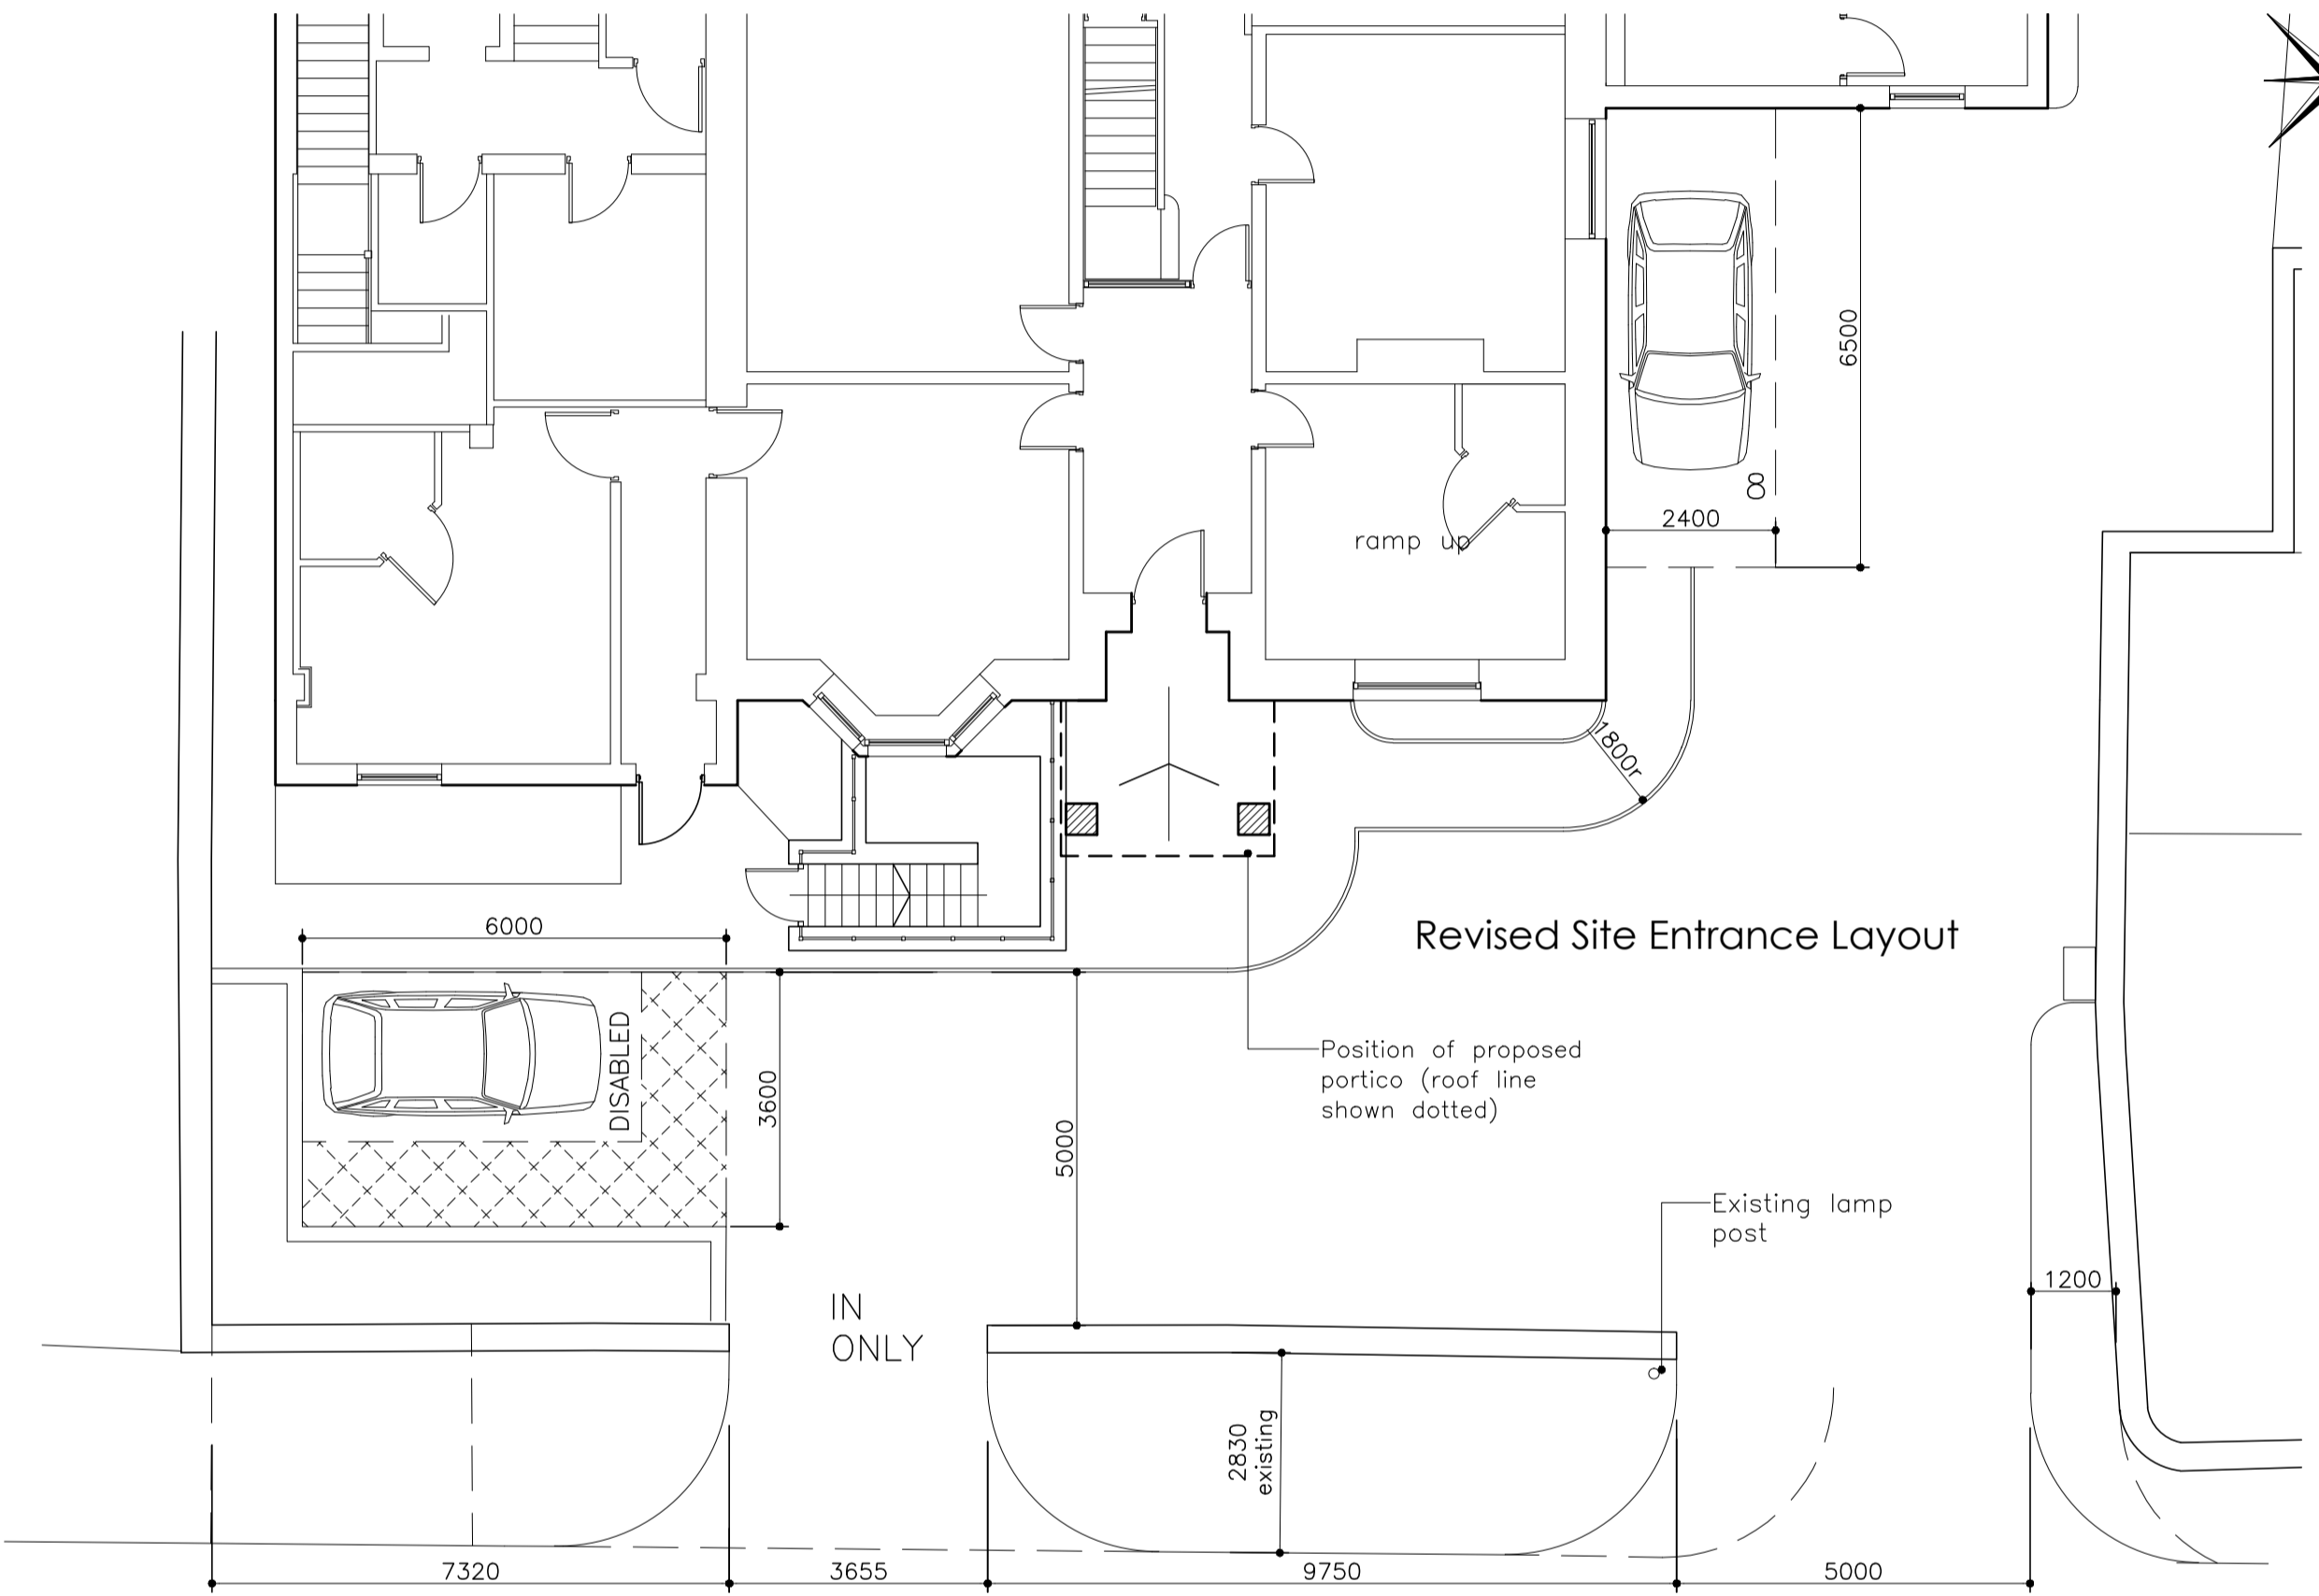 6500
8
2400
ramp up
1800r
6000
Revised Site Entrance Layout
DISABLED
3600
5000
Position of proposed
portico (roof line
shown dotted)
Existing lamp
post
1200
IN
ONLY
2830
existing
7320
3655
9750
5000